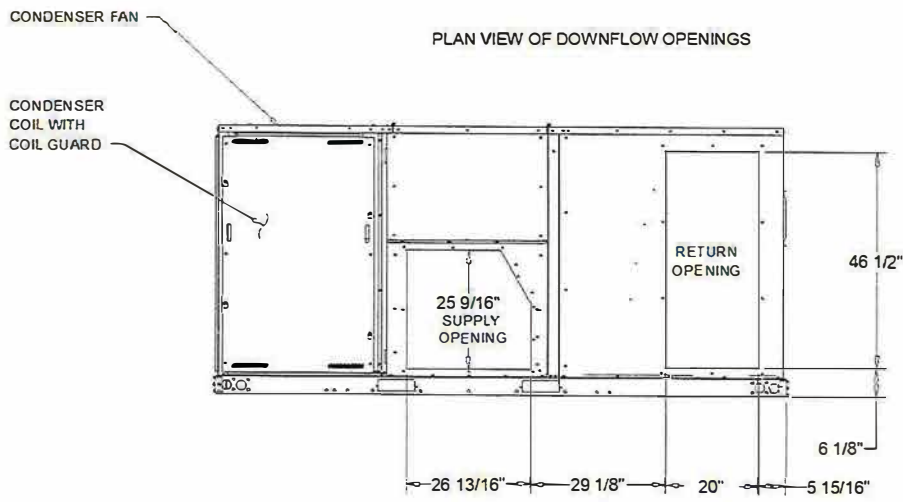 CONDENSER FAN
PLAN VIEW OF DOWNFLOW OPENINGS
CONDENSER
COIL WITH
COIL GUARD
RETURN
OPENING
46 1/2"
25 9/16"
SUPPLY
OPENING
6 1/8"
26 13/16"
29 1/8"
20"
5 15/16"